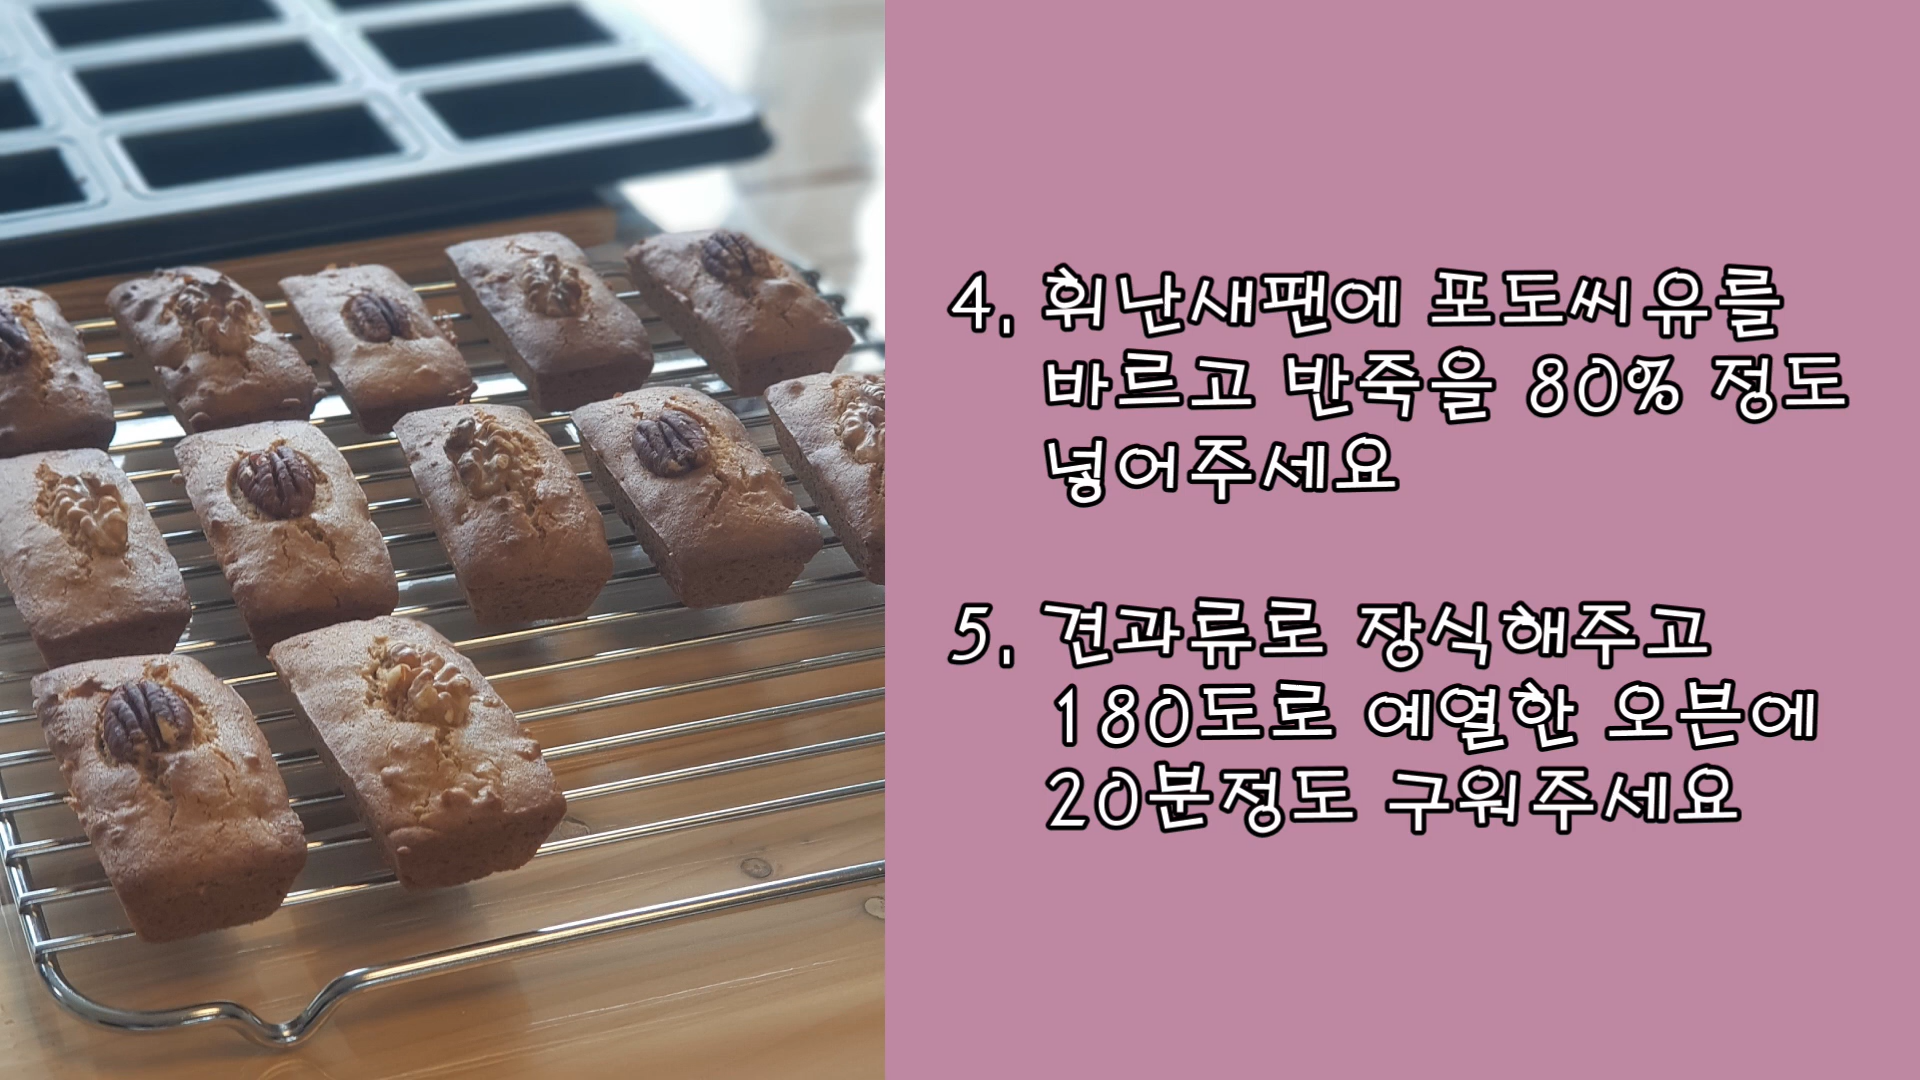 4. 휘난새팬에 포도씨유를
바르고 반죽을 80% 정도
넣어주세요
5. 견과류로 장식해주고
180도로 예열한 오븐에
20분정도 구워주세요